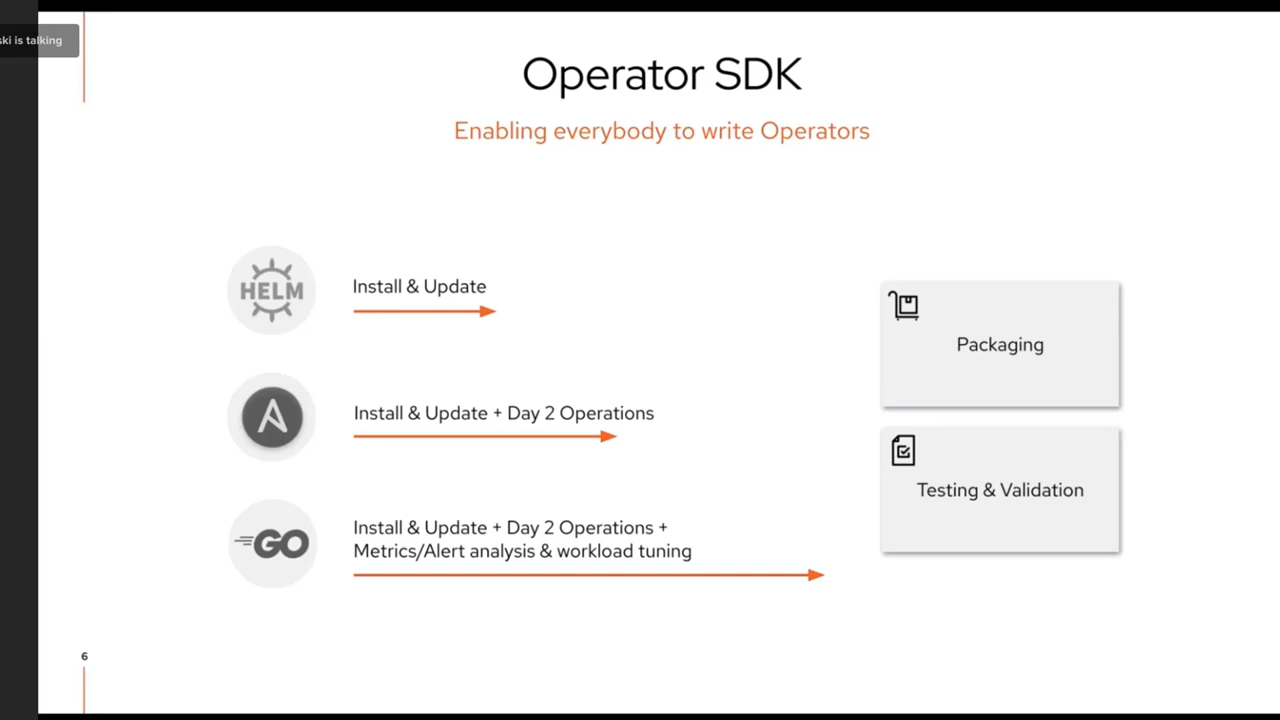 ski is talking
Operator SDK
Enabling everybody to write Operators
HELM
Install & Update
A
Install & Update + Day 2 Operations
GO
Install & Update + Day 2 Operations +
Metrics/Alert analysis & workload tuning
Packaging
Testing & Validation
6